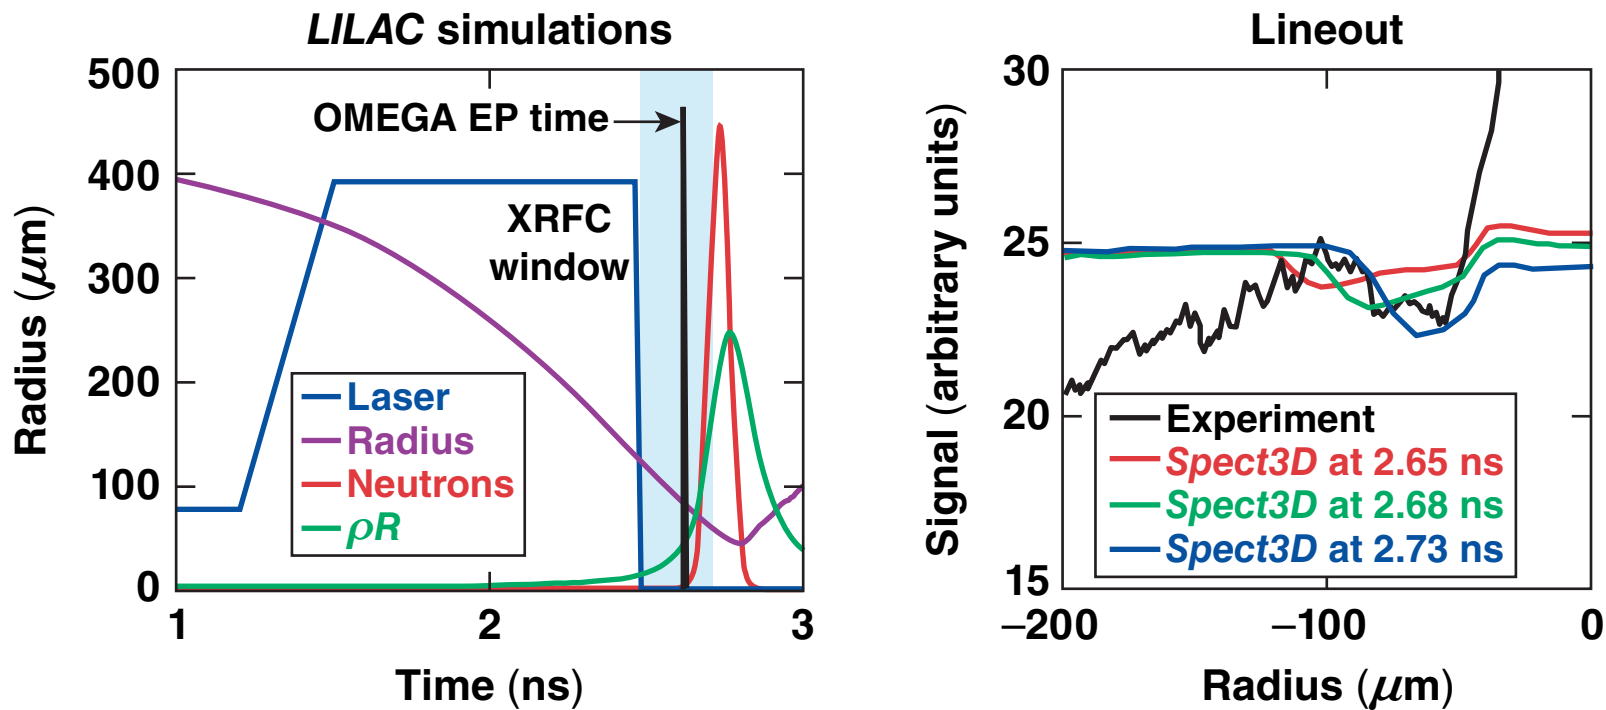 LILAC simulations
500
400
300
200
100
0
Radius (μm)
OMEGA EP time
XRFC
window
Laser
Radius
Neutrons
ρR
1
2
3
Time (ns)
Lineout
30
25
20
15
Signal (arbitrary units)
Experiment
Spect3D at 2.65 ns
Spect3D at 2.68 ns
Spect3D at 2.73 ns
−200
−100
0
Radius (μm)